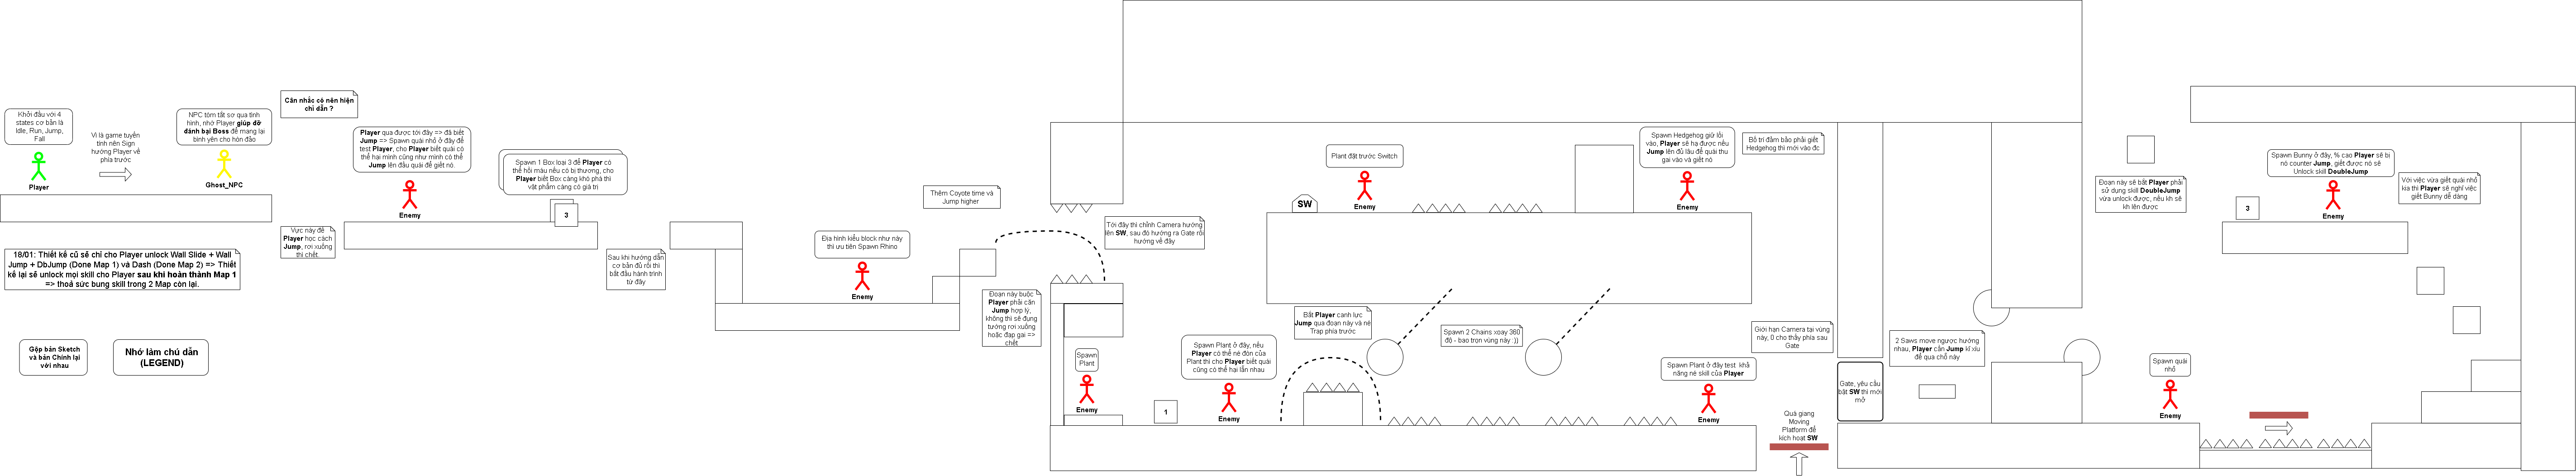 Khởi đầu với 4
states cơ bản là
Idle, Run, Jump,
Fall
Player
Vì là game tuyến
tính nên Sign
hướng Player về
phía trước
NPC tóm tắt sơ qua tình
hình, nhờ Player giúp đỡ
đánh bại Boss để mang lại
bình yên cho hòn đảo
Ghost_NPC
Cân nhắc có nên hiện
chỉ dẫn ?
Player qua được tới đây => đã biết
Jump => Spawn quái nhỏ ở đây để
test Player, cho Player biết quái có
thể hại mình cũng như mình có thể
Jump lên đầu quái để giết nó.
Enemy
Spawn 1 Box loại 3 để Player có
thể hồi máu nếu có bị thương, cho
Player biết Box càng khó phá thì
vật phẩm càng có giá trị
3
Vực này để
Player học cách
Jump, rơi xuống
thì chết.
18/01: Thiết kế cũ sẽ chỉ cho Player unlock Wall Slide + Wall
Jump + DbJump (Done Map 1) và Dash (Done Map 2) => Thiết
kế lại sẽ unlock mọi skill cho Player sau khi hoàn thành Map 1
=> thoả sức bung skill trong 2 Map còn lại.
Gộp bản Sketch
và bản Chính lại
với nhau
Nhớ làm chú dẫn
(LEGEND)
Sau khi hướng dẫn
cơ bản đủ rồi thì
bắt đầu hành trình
từ đây
Địa hình kiểu block như này
thì ưu tiên Spawn Rhino
Enemy
Thêm Coyote time và
Jump higher
Đoạn này buộc
Player phải căn
Jump hợp lý,
không thì sẽ đụng
tường rơi xuống
hoặc đạp gai =>
chết
Tới đây thì chỉnh Camera hướng
lên SW, sau đó hướng ra Gate rồi
hướng về đây
Spawn
Plant
Enemy
1
Spawn Plant ở đây, nếu
Player có thể né đòn của
Plant thì cho Player biết quái
cũng có thể hại lẫn nhau
Enemy
SW
Plant đặt trước Switch
Enemy
Bắt Player canh lực
Jump qua đoạn này và né
Trap phía trước
Spawn 2 Chains xoay 360
độ - bao trọn vùng này :))
Spawn Hedgehog giữ lối
vào, Player sẽ hạ được nếu
Jump lên đủ lâu để quái thu
gai vào và giết nó
Enemy
Bố trí đảm bảo phải giết
Hedgehog thì mới vào đc
Spawn Plant ở đây test khả
năng né skill của Player
Enemy
Giới hạn Camera tại vùng
này, 0 cho thấy phía sau
Gate
Quá giang
Moving
Platform để
kích hoạt SW
Gate, yêu cầu
bật SW thì mới
mở
2 Saws move ngược hướng
nhau, Player cần Jump kĩ xíu
để qua chỗ này
Đoạn này sẽ bắt Player phải
sử dụng skill DoubleJump
vừa unlock được, nếu kh sẽ
kh lên được
Spawn quái
nhỏ
Enemy
3
Spawn Bunny ở đây, % cao Player sẽ bị
nó counter Jump, giết được nó sẽ
Unlock skill DoubleJump
Enemy
Với việc vừa giết quái nhỏ
kia thì Player sẽ nghĩ việc
giết Bunny dễ dàng